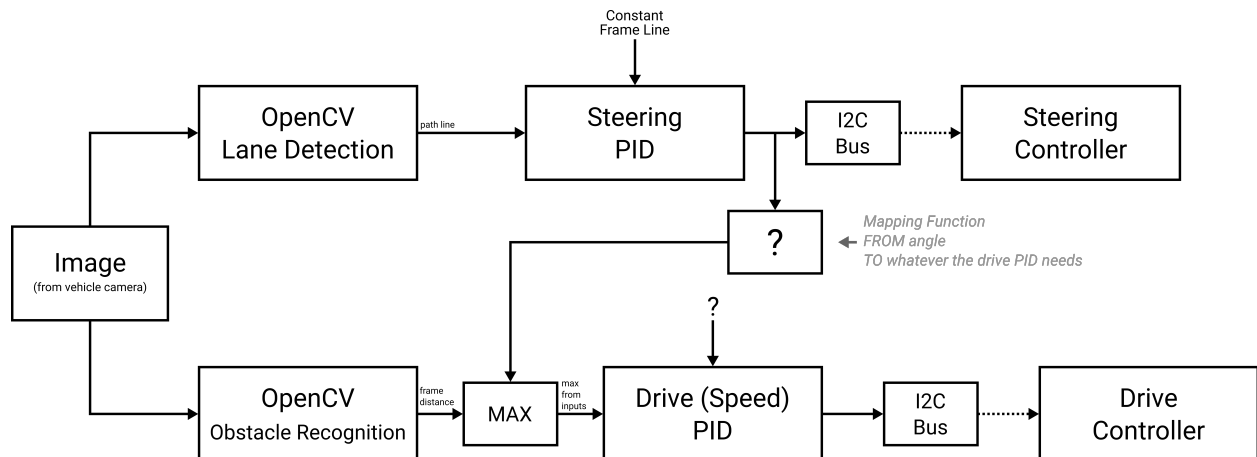 Constant
Frame Line
OpenCV
Lane Detection
path line
Steering
PID
I2C
Bus
Steering
Controller
?
Mapping Function
FROM angle
TO whatever the drive PID needs
Image
(from vehicle camera)
?
OpenCV
Obstacle Recognition
frame
distance
MAX
max
from
inputs
Drive (Speed)
PID
I2C
Bus
Drive
Controller